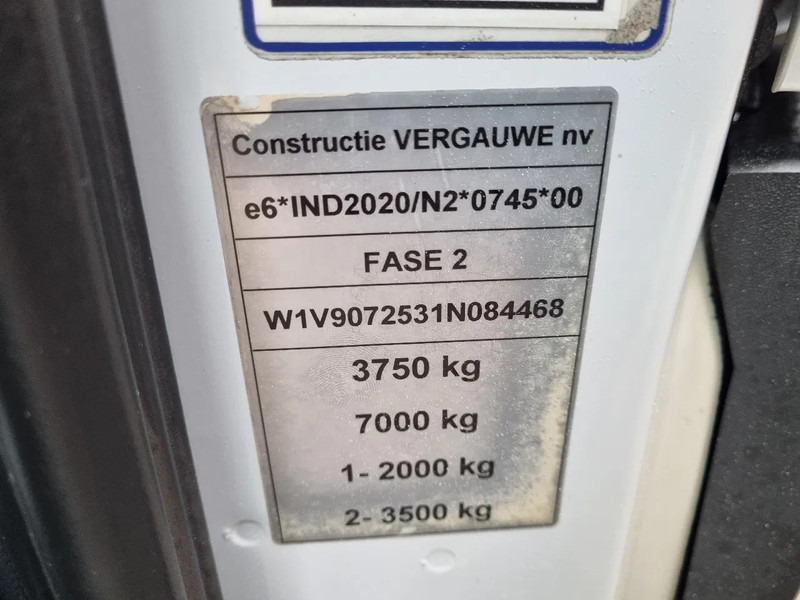 Constructie VERGAUWE nv
e6*IND2020/N2*0745*00
FASE 2
W1V9072531N084468
3750 kg
7000 kg
1- 2000 kg
2- 3500 kg